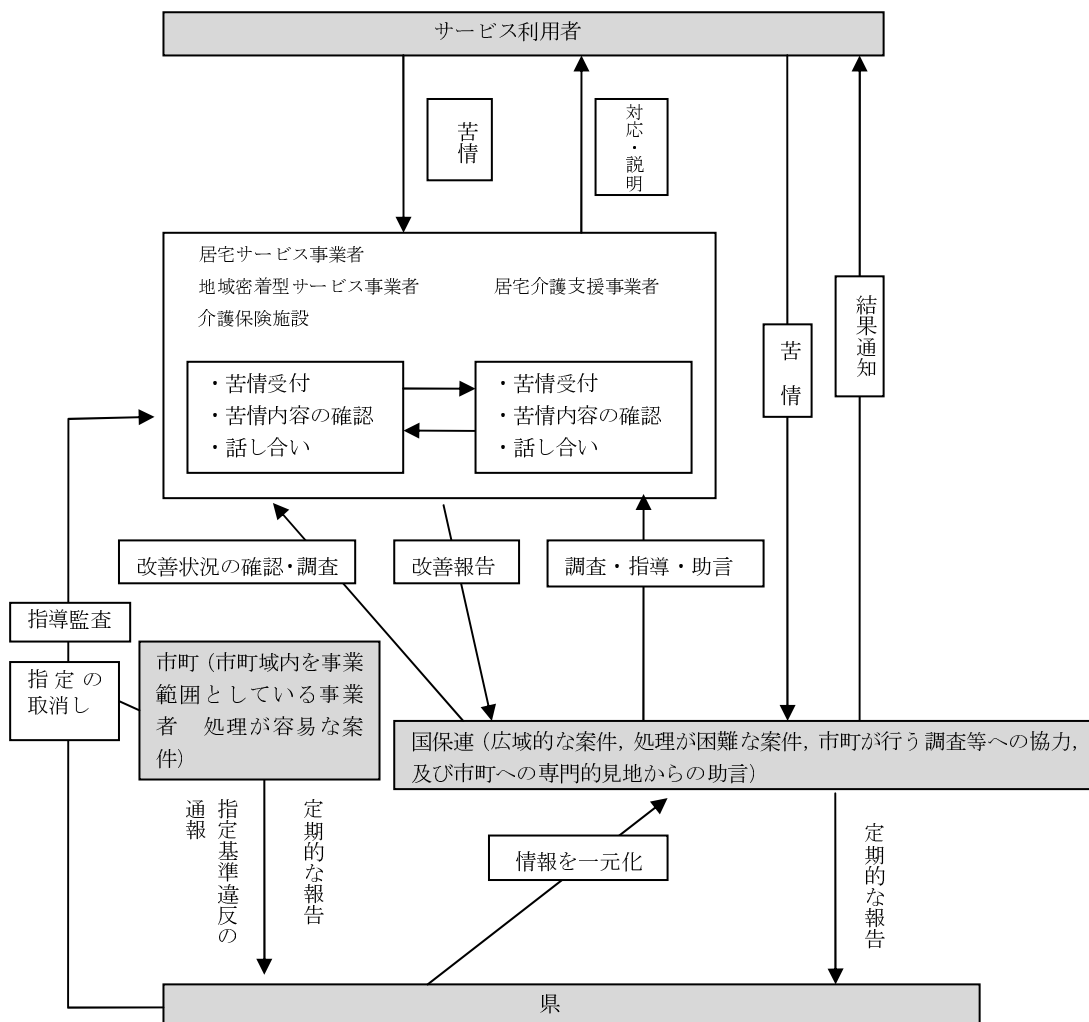 サービス利用者
苦情
対応・説明
居宅サービス事業者
地域密着型サービス事業者
介護保険施設
居宅介護支援事業者
苦情
結果通知
・苦情受付
・苦情内容の確認
・話し合い
・苦情受付
・苦情内容の確認
・話し合い
改善状況の確認・調査
改善報告
調査・指導・助言
指導監査
指定の
取消し
市町（市町域内を事業
範囲としている事業
者　処理が容易な案
件）
国保連（広域的な案件，処理が困難な案件，市町が行う調査等への協力，
及び市町への専門的見地からの助言）
指定基準違反の
通報
定期的な報告
情報を一元化
定期的な報告
県